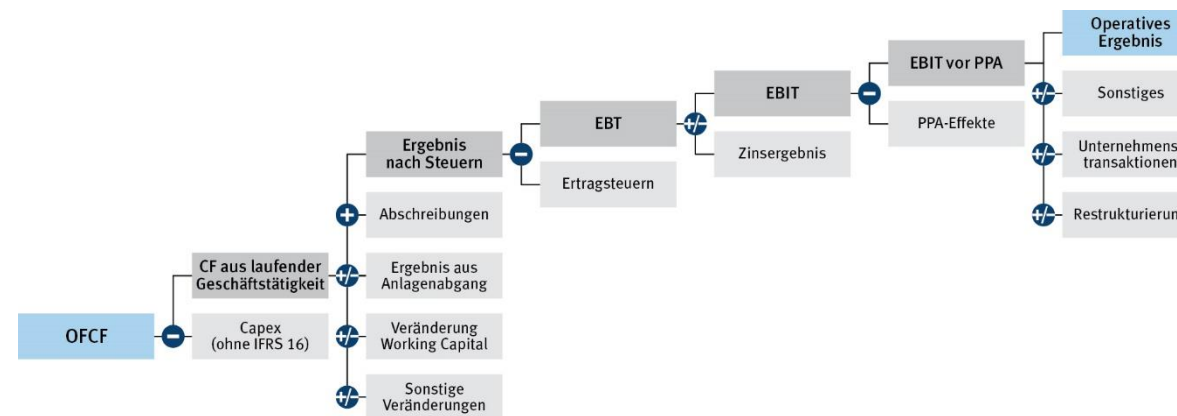 Operatives
Ergebnis
EBIT vor PPA
+/-
Sonstiges
EBIT
-
PPA-Effekte
EBT
+/-
Zinsergebnis
+/-
Unternehmens
transaktionen
Ergebnis
nach Steuern
-
Ertragsteuern
+/-
Restrukturierun
+
Abschreibungen
CF aus laufender
Geschäftstätigkeit
+/-
Ergebnis aus
Anlagenabgang
OFCF
-
Capex
(ohne IFRS 16)
+/-
Veränderung
Working Capital
+/-
Sonstige
Veränderungen